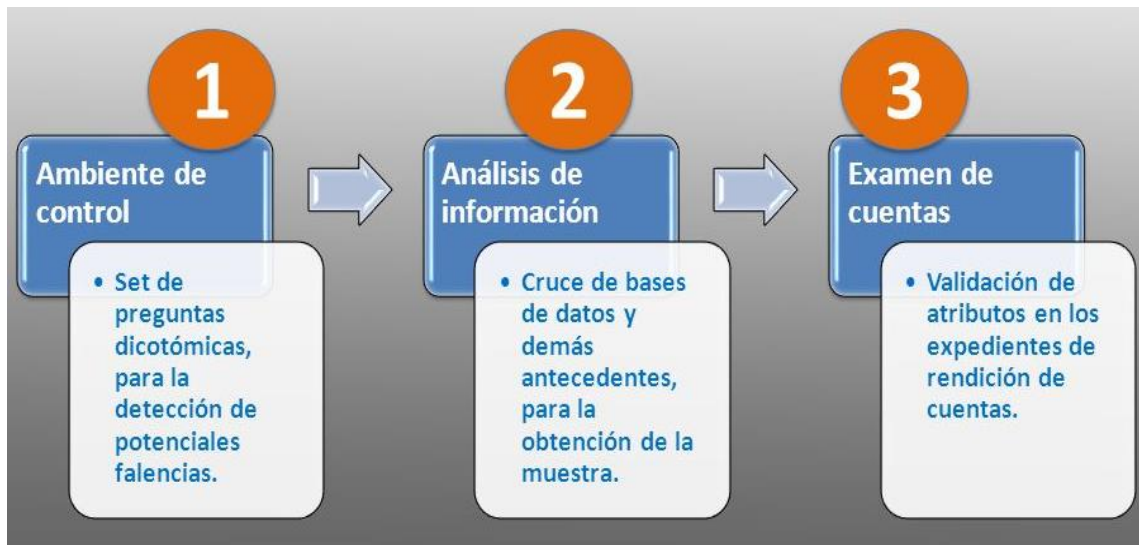 1
Ambiente de
control
• Set de
preguntas
dicotómicas,
para la
detección de
potenciales
falencias.
2
Análisis de
información
• Cruce de bases
de datos y
demás
antecedentes,
para la
obtención de la
muestra.
3
Examen de
cuentas
• Validación de
atributos en los
expedientes de
rendición de
cuentas.